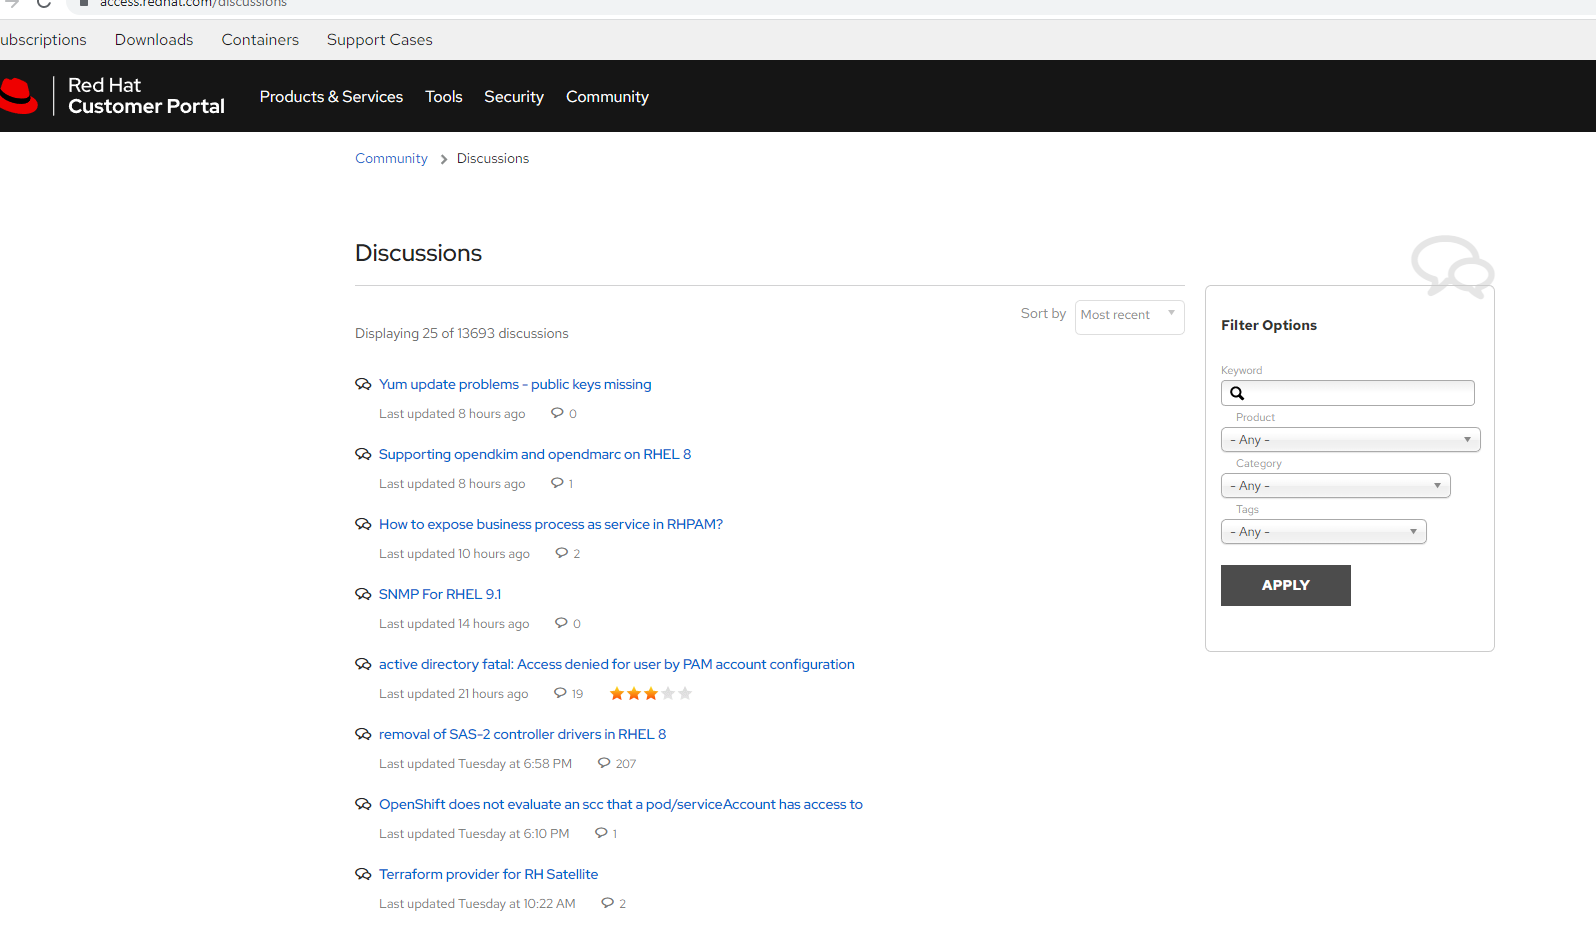 access.redhat.com/discussions
ubscriptions Downloads Containers Support Cases
Red Hat
Customer Portal
Products & Services Tools Security Community
Community > Discussions
Discussions
Sort by Most recent
Displaying 25 of 13693 discussions
Yum update problems - public keys missing
Last updated 8 hours ago 0
Supporting opendkim and opendmarc on RHEL 8
Last updated 8 hours ago 1
How to expose business process as service in RHPAM?
Last updated 10 hours ago 2
SNMP For RHEL 9.1
Last updated 14 hours ago 0
active directory fatal: Access denied for user by PAM account configuration
Last updated 21 hours ago 19
removal of SAS-2 controller drivers in RHEL 8
Last updated Tuesday at 6:58 PM 207
OpenShift does not evaluate an scc that a pod/serviceAccount has access to
Last updated Tuesday at 6:10 PM 1
Terraform provider for RH Satellite
Last updated Tuesday at 10:22 AM 2
Filter Options
Keyword
Product
- Any -
Category
- Any -
Tags
- Any -
APPLY